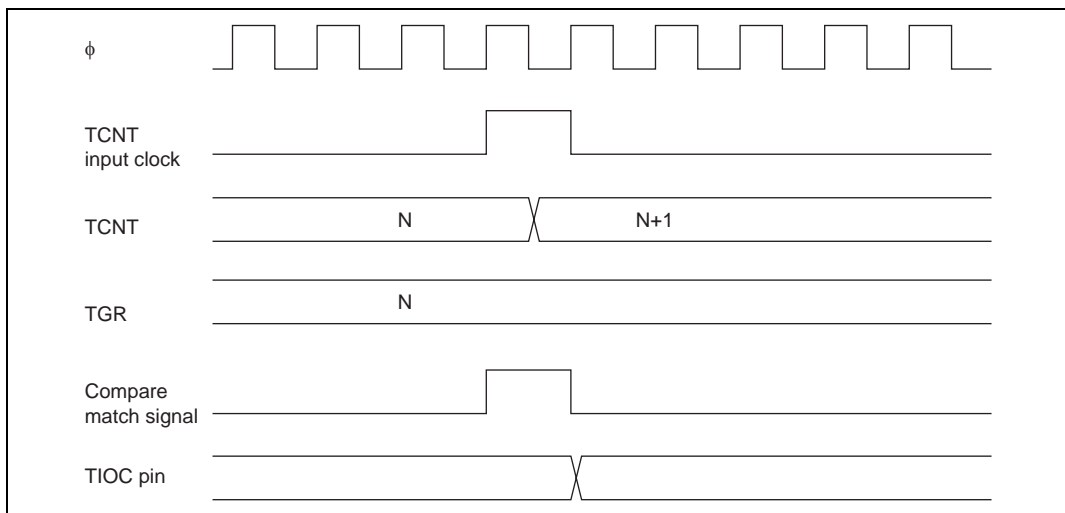 ϕ
TCNT
input clock
TCNT
N
N+1
TGR
N
Compare
match signal
TIOC pin